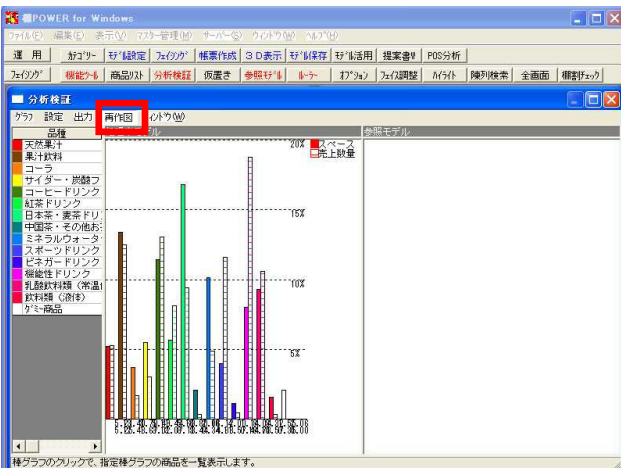 棚POWER for Windows
ファイル(F) 編集(E) 表示(V) マスター管理(M) サーバー(S) ウィンドウ(W) ヘルプ(H)
運 用 カテゴリー モデル設定 フェイシング 帳票作成 3D表示 モデル保存 モデル活用 提案書W POS分析
フェイシング 機能ツール 商品リスト 分析検証 仮置き 参照モデル ルーラー オプション フェイス調整 ハイライト 陳列検索 全画面 棚割チェック
分析検証
グラフ 設定 出力 再作図 ィンドウ(W)
品種
モデル
参照モデル
天然果汁
果汁飲料
コーラ
サイダー・炭酸フ
コーヒードリンク
紅茶ドリンク
日本茶・麦茶ドリ
中国茶・その他お
ミネラルウォータ
スポーツドリンク
ビネガードリンク
機能性ドリンク
乳酸飲料類(常温
飲料類(液体)
ダミー商品
スペース
売上数量
20%
15%
10%
5%
棒グラフのクリックで、指定棒グラフの商品を一覧表示します。